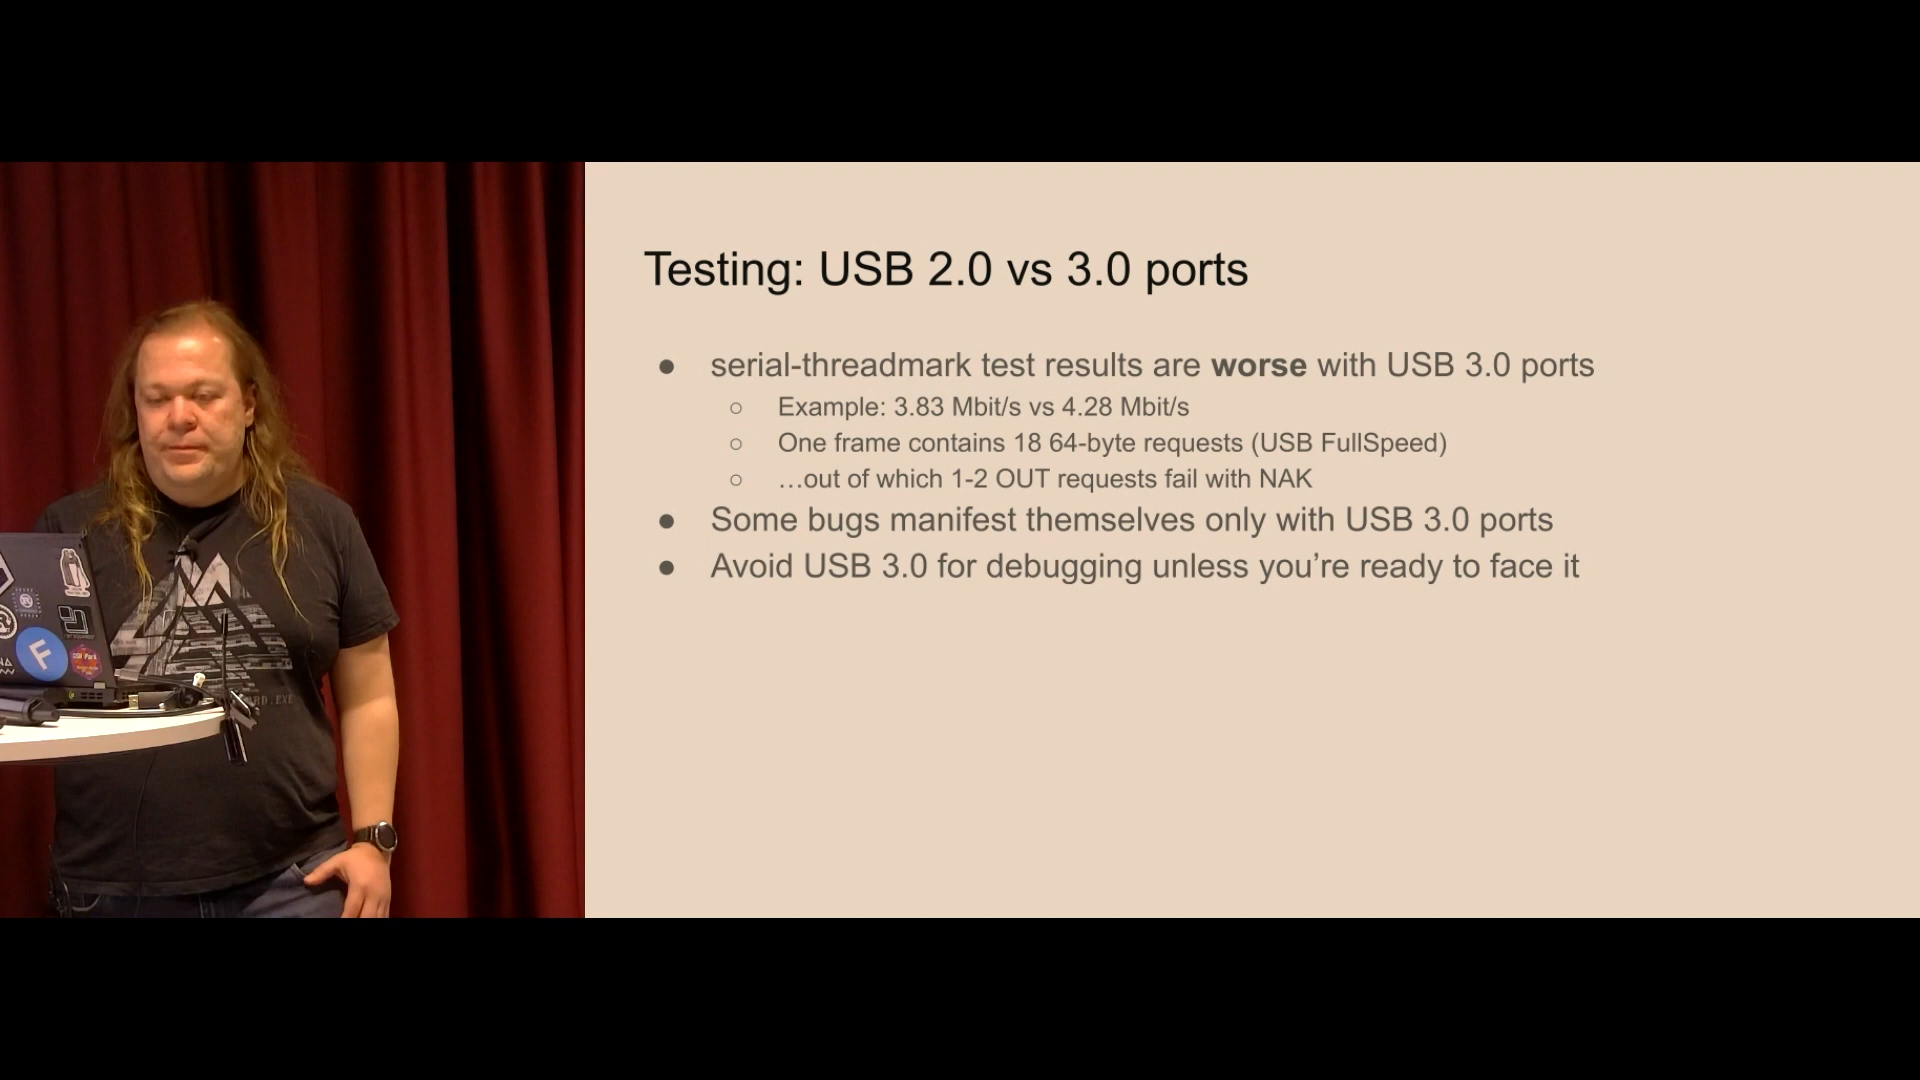 Testing: USB 2.0 vs 3.0 ports
● serial-threadmark test results are worse with USB 3.0 ports
○ Example: 3.83 Mbit/s vs 4.28 Mbit/s
○ One frame contains 18 64-byte requests (USB FullSpeed)
○ …out of which 1-2 OUT requests fail with NAK
● Some bugs manifest themselves only with USB 3.0 ports
● Avoid USB 3.0 for debugging unless you’re ready to face it
F
RD.EXE